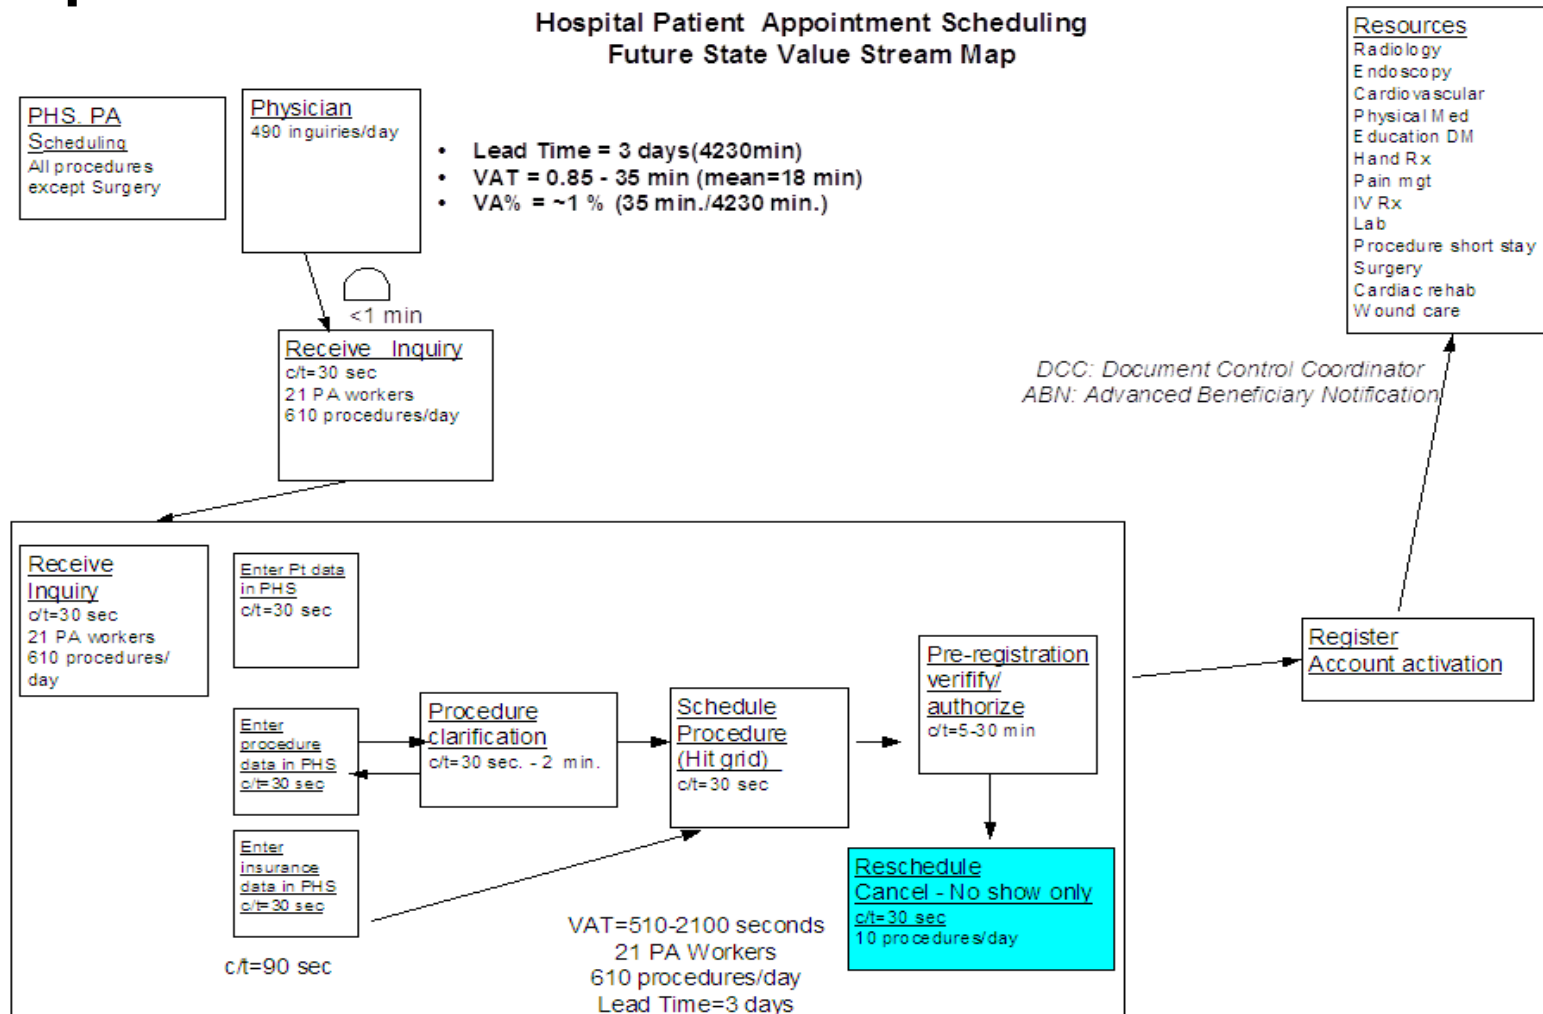 Hospital Patient Appointment Scheduling
Future State Value Stream Map
PHS. PA
Scheduling
All procedures
except Surgery
Physician
490 inguiries/day
• Lead Time = 3 days(4230min)
• VAT = 0.85 - 35 min (mean=18 min)
• VA% = ~1 % (35 min./4230 min.)
Resources
Radiology
Endoscopy
Cardiovascular
Physical Med
Education DM
Hand Rx
Pain mgt
IV Rx
Lab
Procedure short stay
Surgery
Cardiac rehab
Wound care
<1 min
Receive Inquiry
c/t=30 sec
21 PA workers
610 procedures/day
DCC: Document Control Coordinator
ABN: Advanced Beneficiary Notification
Receive
Inquiry
c/t=30 sec
21 PA workers
610 procedures/
day
Enter Pt data
in PHS
c/t=30 sec
Enter
procedure
data in PHS
c/t=30 sec
Procedure
clarification
c/t=30 sec. - 2 min.
Schedule
Procedure
(Hit grid)
c/t=30 sec
Pre-registration
verifify/
authorize
c/t=5-30 min
Register
Account activation
Enter
insurance
data in PHS
c/t=30 sec
c/t=90 sec
Reschedule
Cancel - No show only
c/t=30 sec
10 procedures/day
VAT=510-2100 seconds
21 PA Workers
610 procedures/day
Lead Time=3 days